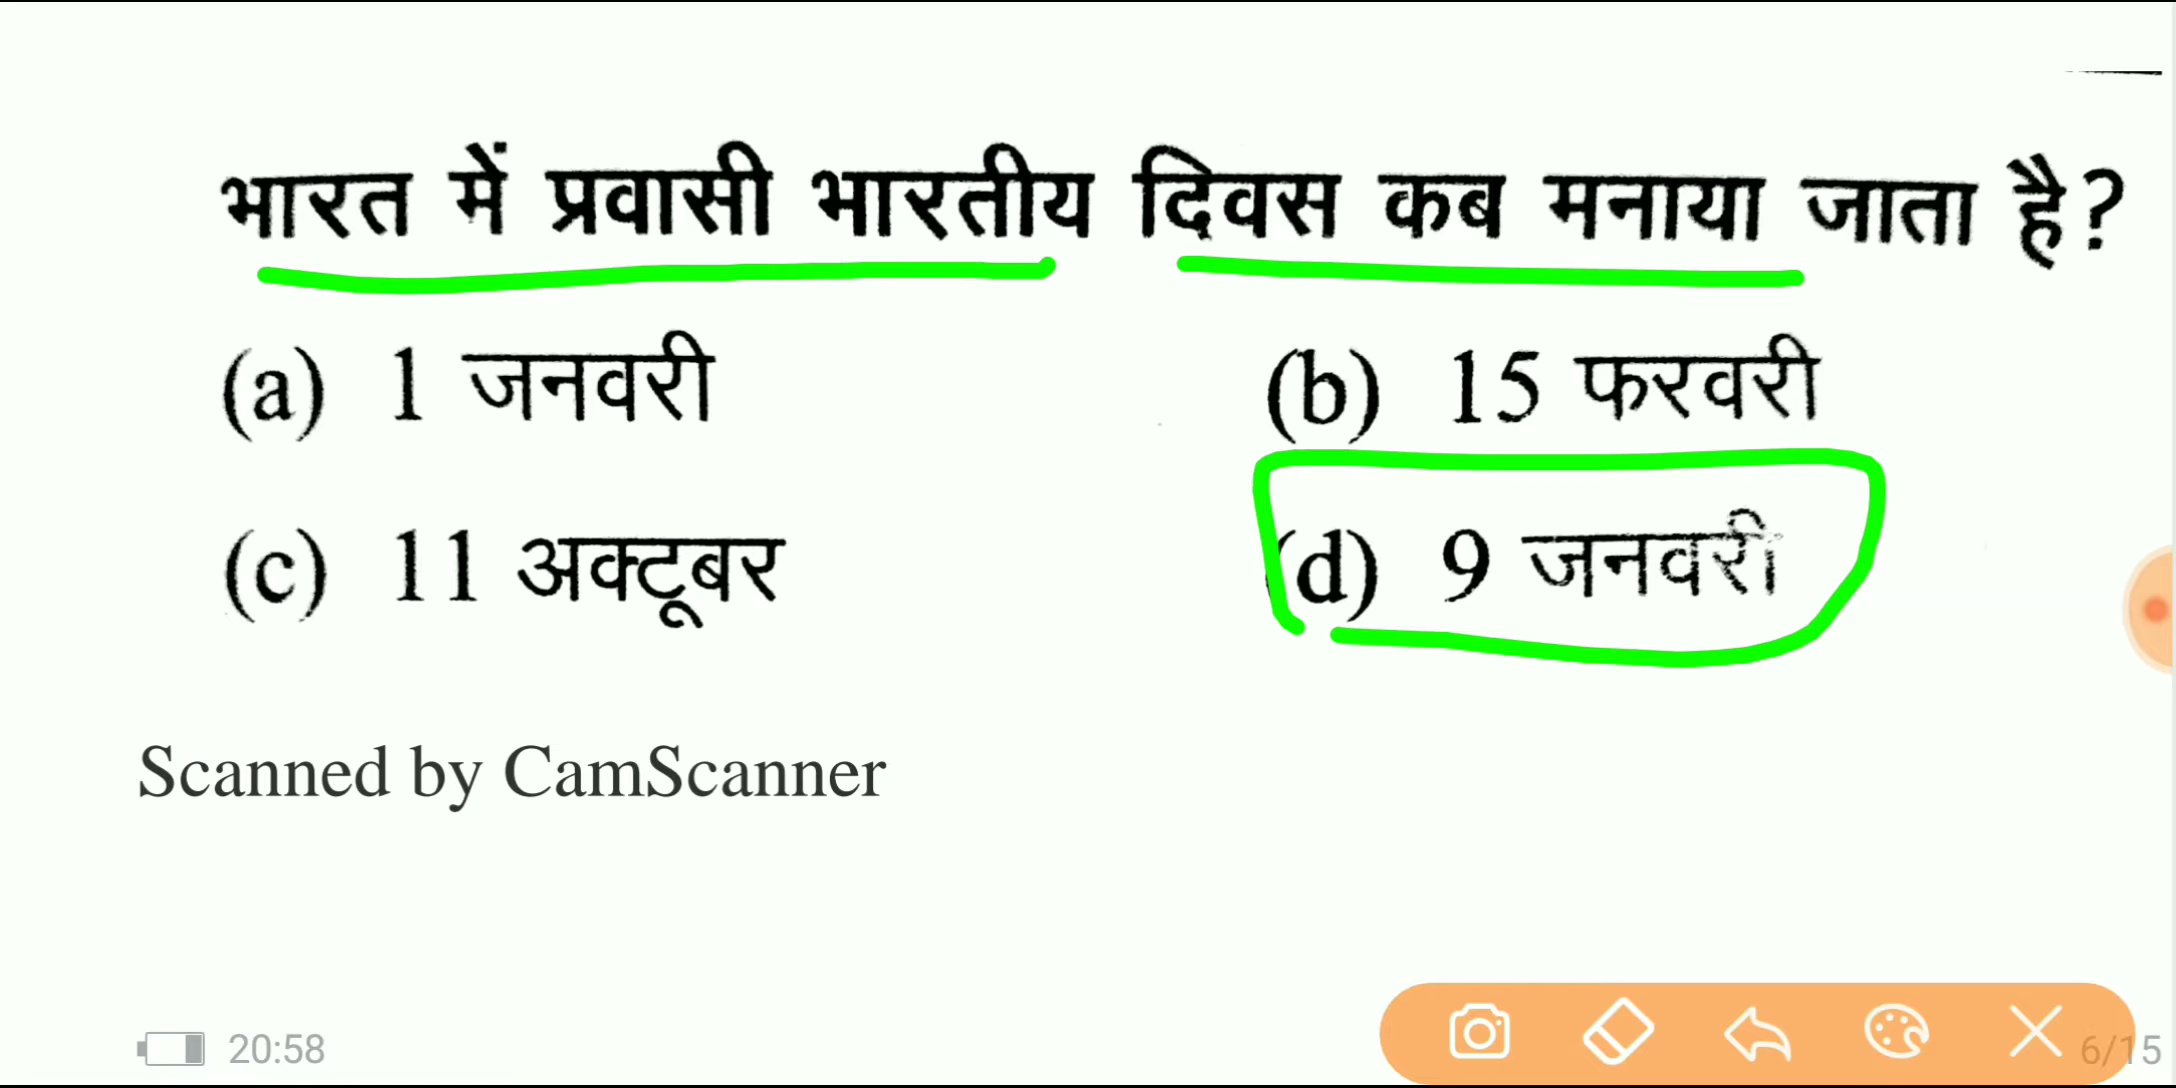 भारत में प्रवासी भारतीय दिवस कब मनाया जाता है?
(a) 1 जनवरी (b) 15 फरवरी
(c) 11 अक्टूबर (d) 9 जनवरी
Scanned by CamScanner
20:58 6/15